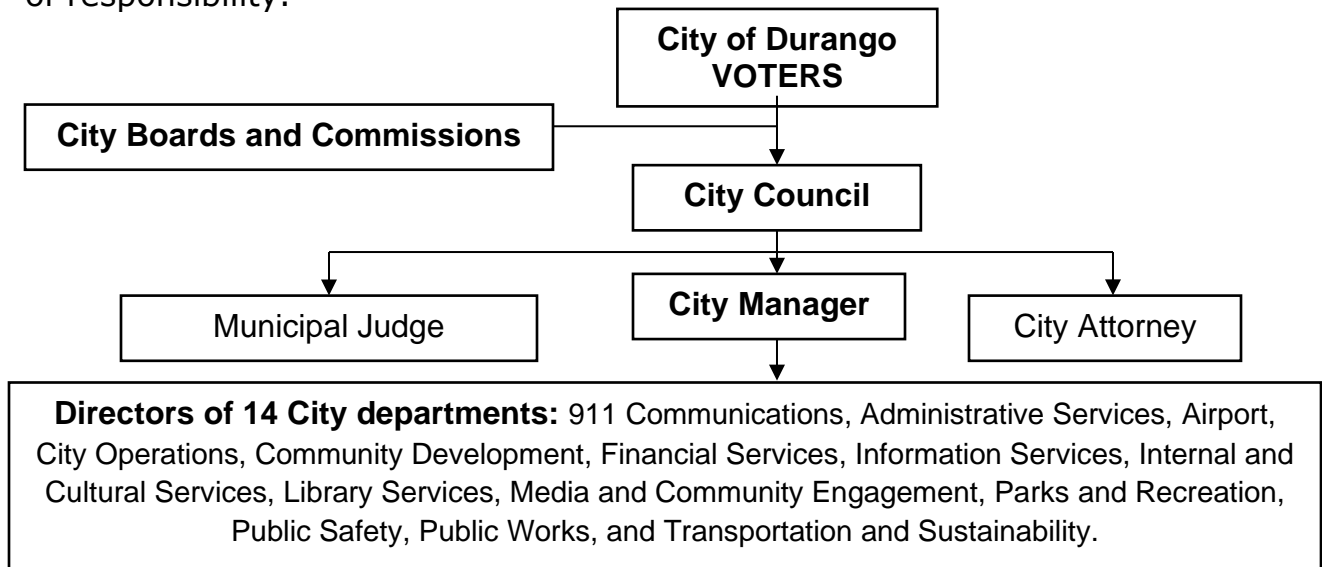 of responsibility.
City of Durango
VOTERS
City Boards and Commissions
City Council
Municipal Judge
City Manager
City Attorney
Directors of 14 City departments: 911 Communications, Administrative Services, Airport,
City Operations, Community Development, Financial Services, Information Services, Internal and
Cultural Services, Library Services, Media and Community Engagement, Parks and Recreation,
Public Safety, Public Works, and Transportation and Sustainability.